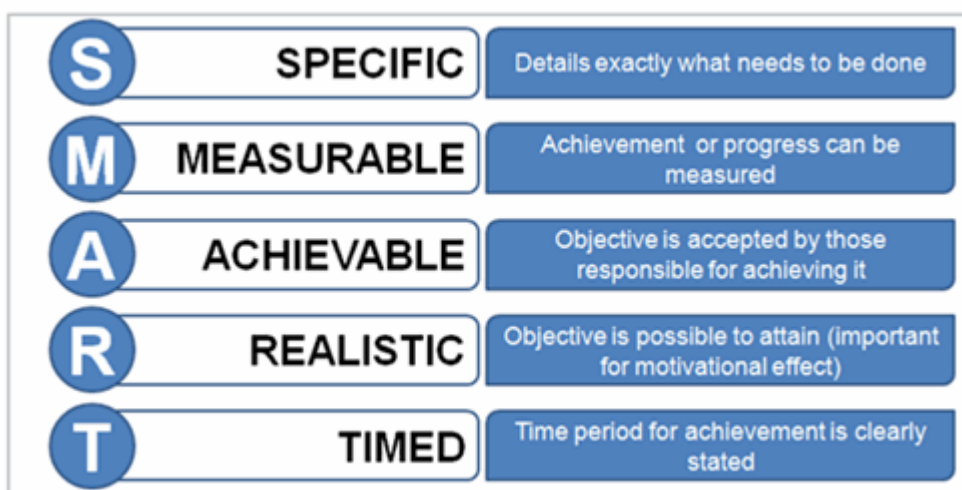 S SPECIFIC Details exactly what needs to be done
M MEASURABLE Achievement or progress can be
measured
A ACHIEVABLE Objective is accepted by those
responsible for achieving it
R REALISTIC Objective is possible to attain (important
for motivational effect)
T TIMED Time period for achievement is clearly
stated